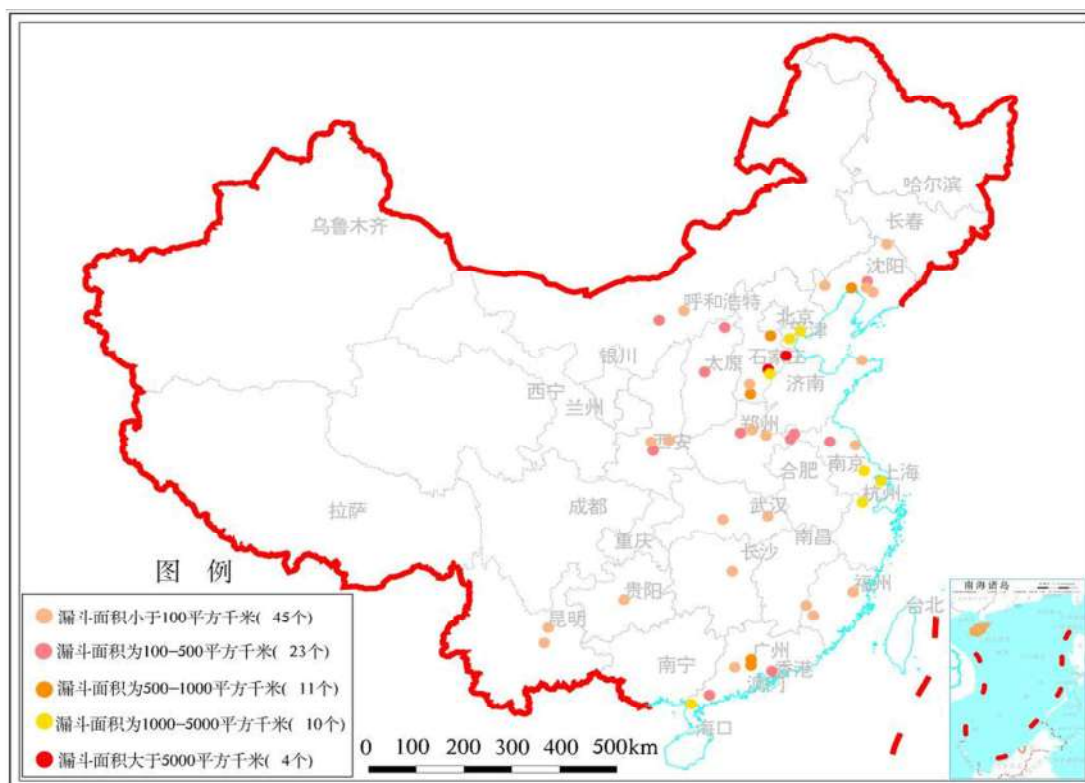 哈尔滨
长春
乌鲁木齐
沈阳
呼和浩特
北京
天津
银川
太原
石家庄
西宁
济南
兰州
郑州
西安
合肥
南京
上海
杭州
拉萨
成都
武汉
重庆
南昌
长沙
贵阳
福州
台北
昆明
南宁
广州
香港
澳门
海口
南海诸岛
图 例
漏斗面积小于100平方千米( 45个)
漏斗面积为100-500平方千米( 23个)
漏斗面积为500-1000平方千米( 11个)
漏斗面积为1000-5000平方千米( 10个)
漏斗面积大于5000平方千米( 4个)
0 100 200 300 400 500km